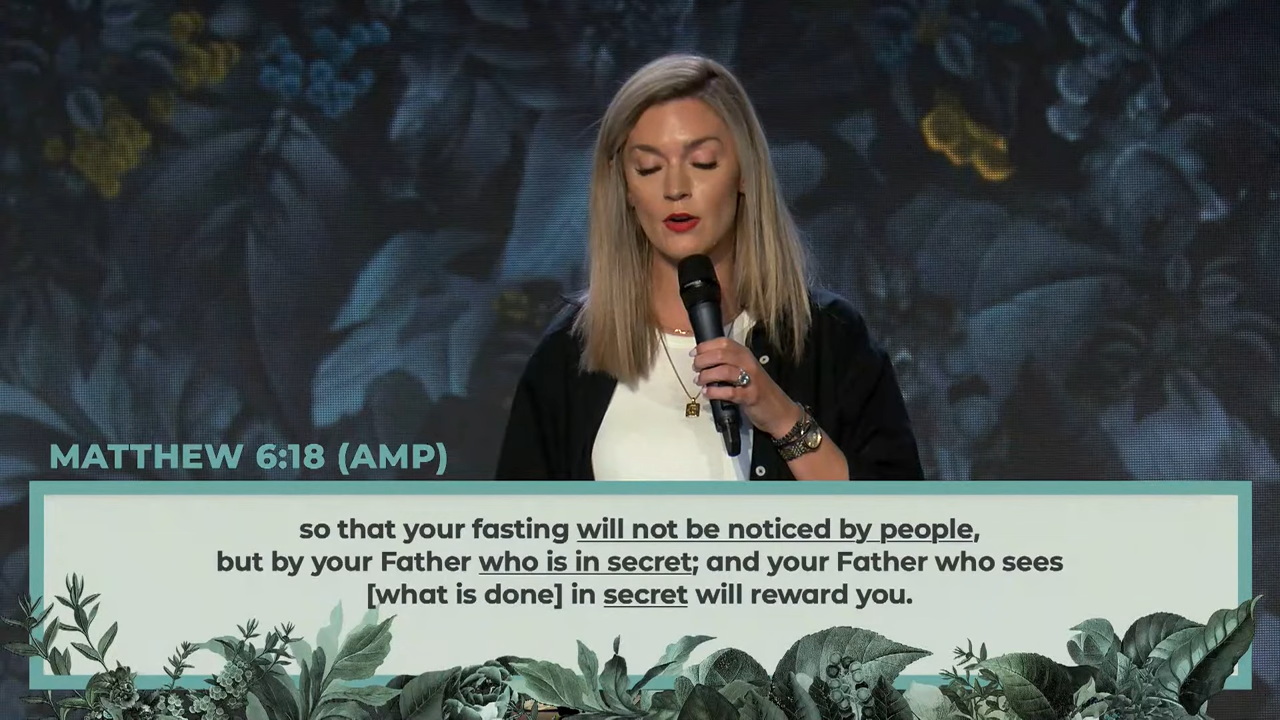 MATTHEW 6:18 (AMP)
so that your fasting will not be noticed by people,
but by your Father who is in secret; and your Father who sees
[what is done] in secret will reward you.